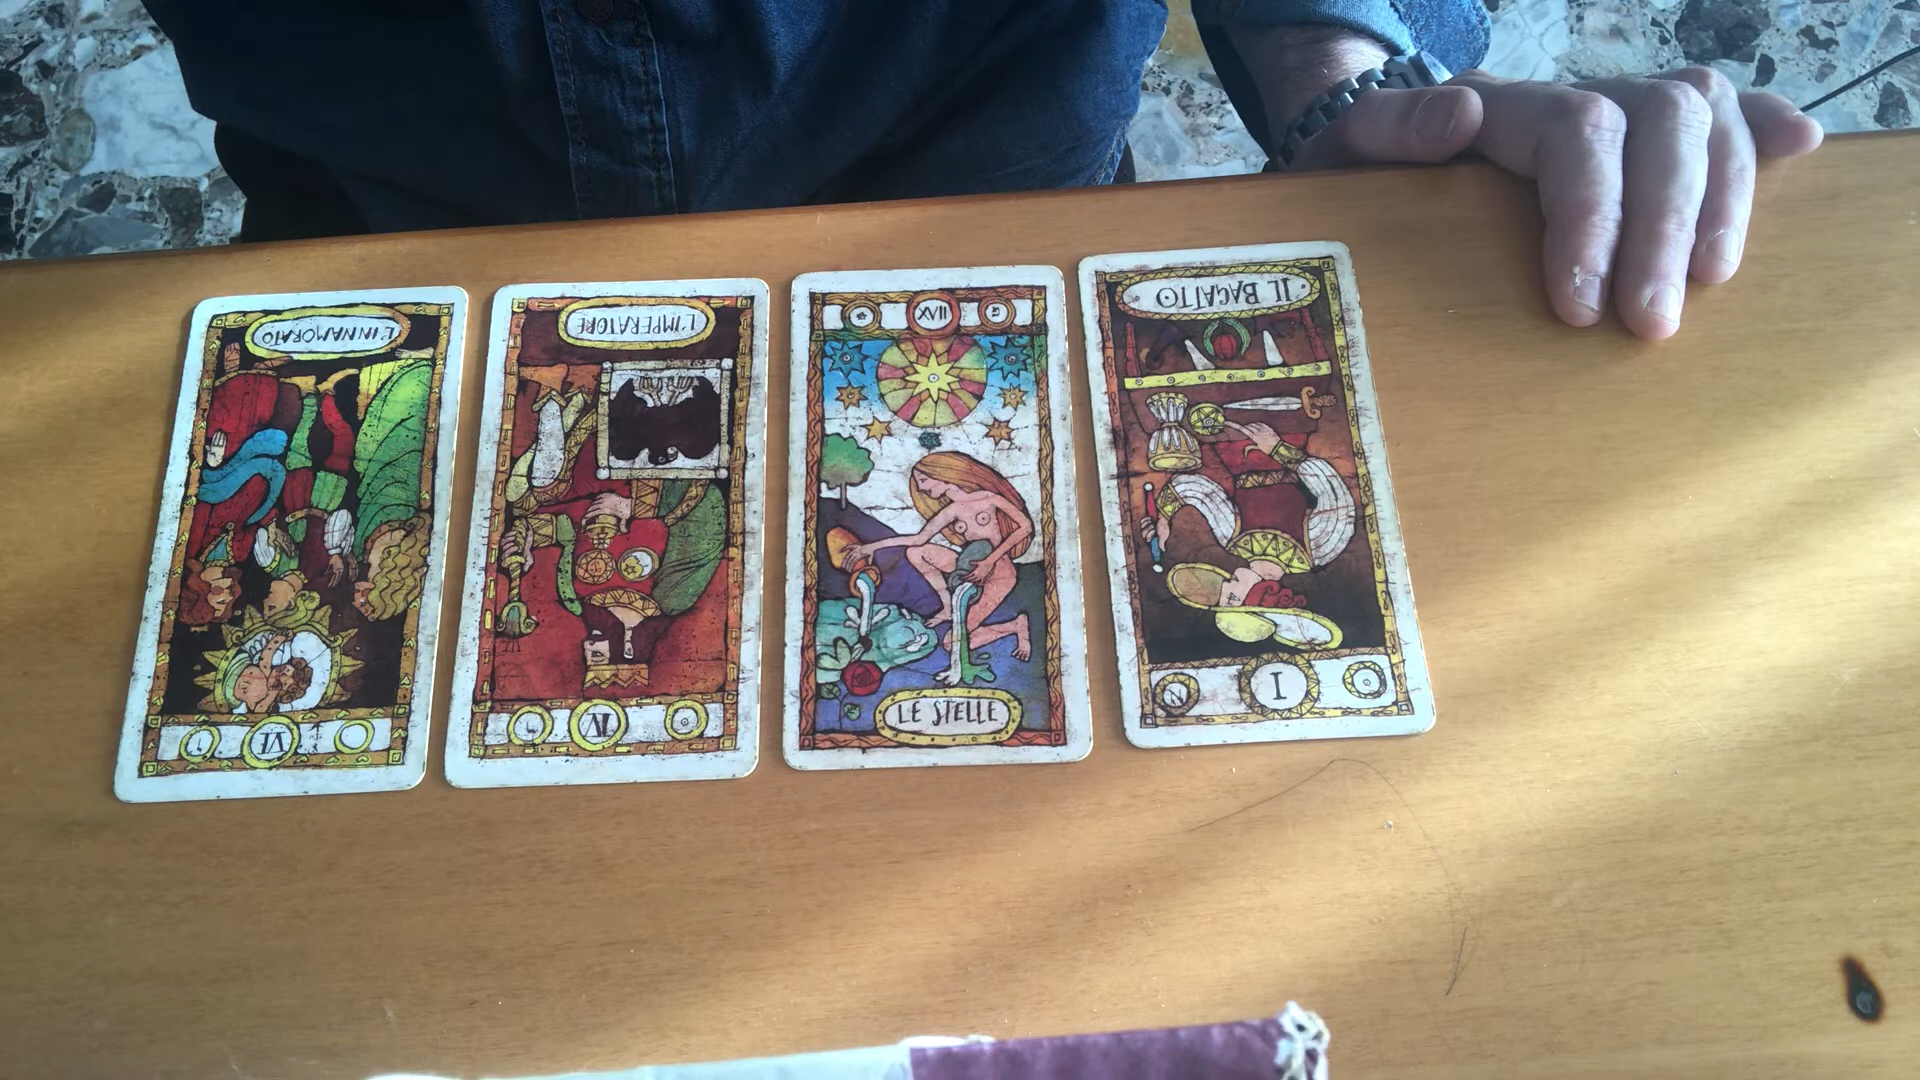 L'INNAMORATO
VI
L'IMPERATORE
IV
XVII
G
LE STELLE
IL BAGATTO
N
I